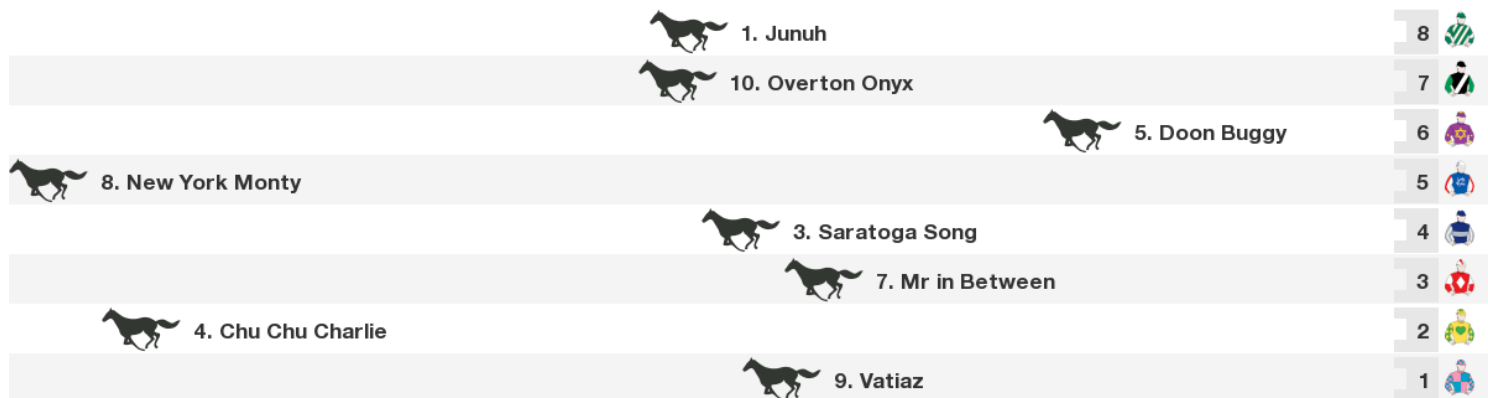 1. Junuh 8
10. Overton Onyx 7
5. Doon Buggy 6
8. New York Monty 5
3. Saratoga Song 4
7. Mr in Between 3
4. Chu Chu Charlie 2
9. Vatiaz 1